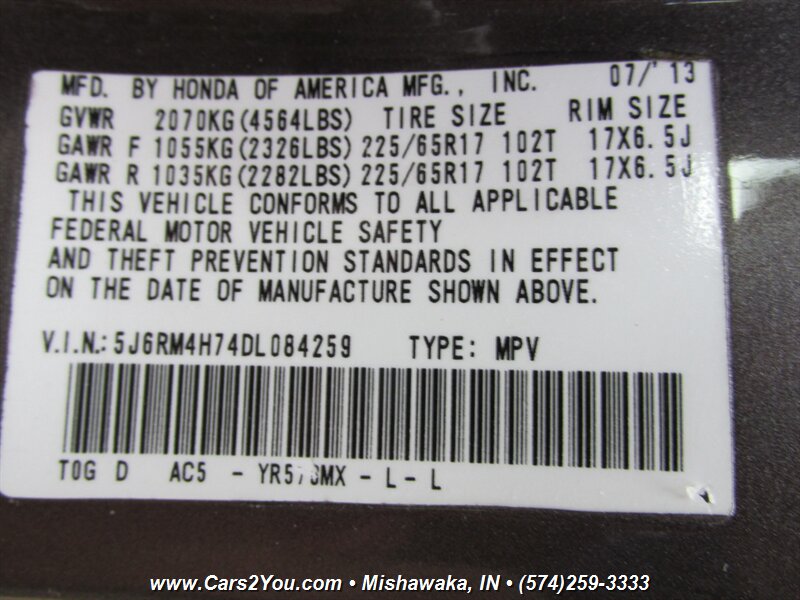 MFD. BY HONDA OF AMERICA MFG., INC. 07/'13
GVWR 2070KG(4564LBS) TIRE SIZE RIM SIZE
GAWR F 1055KG(2326LBS) 225/65R17 102T 17X6.5J
GAWR R 1035KG(2282LBS) 225/65R17 102T 17X6.5J
THIS VEHICLE CONFORMS TO ALL APPLICABLE
FEDERAL MOTOR VEHICLE SAFETY
AND THEFT PREVENTION STANDARDS IN EFFECT
ON THE DATE OF MANUFACTURE SHOWN ABOVE.
V.I.N.: 5J6RM4H74DL084259 TYPE: MPV
T0G D AC5 - - L - L
www.Cars2You.com • Mishawaka, IN • (574)259-3333